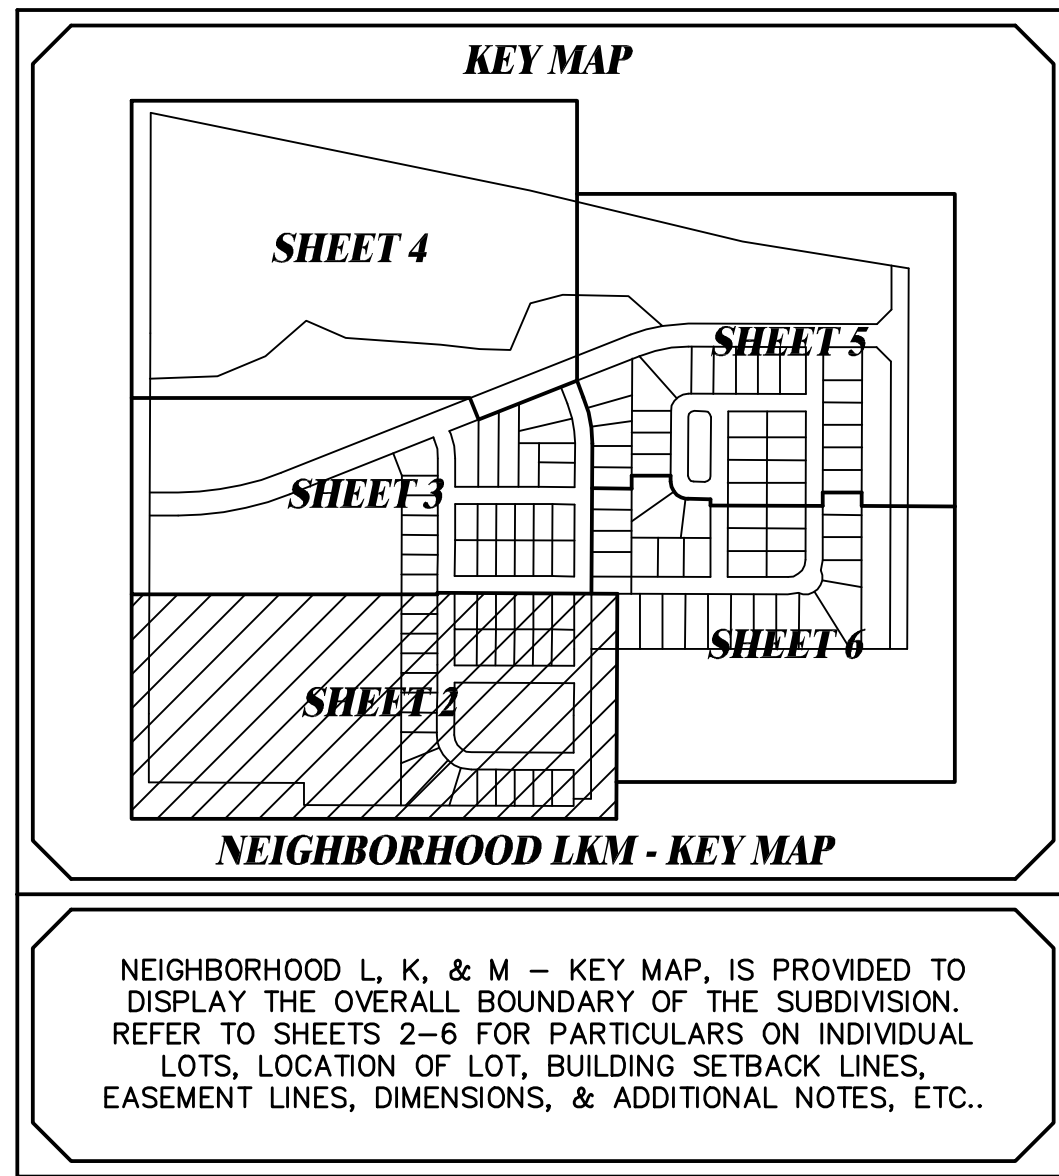 KEY MAP
SHEET 4
SHEET 5
SHEET 3
SHEET 6
SHEET 2
NEIGHBORHOOD LKM - KEY MAP
NEIGHBORHOOD L, K, & M – KEY MAP, IS PROVIDED TO
DISPLAY THE OVERALL BOUNDARY OF THE SUBDIVISION.
REFER TO SHEETS 2–6 FOR PARTICULARS ON INDIVIDUAL
LOTS, LOCATION OF LOT, BUILDING SETBACK LINES,
EASEMENT LINES, DIMENSIONS, & ADDITIONAL NOTES, ETC..